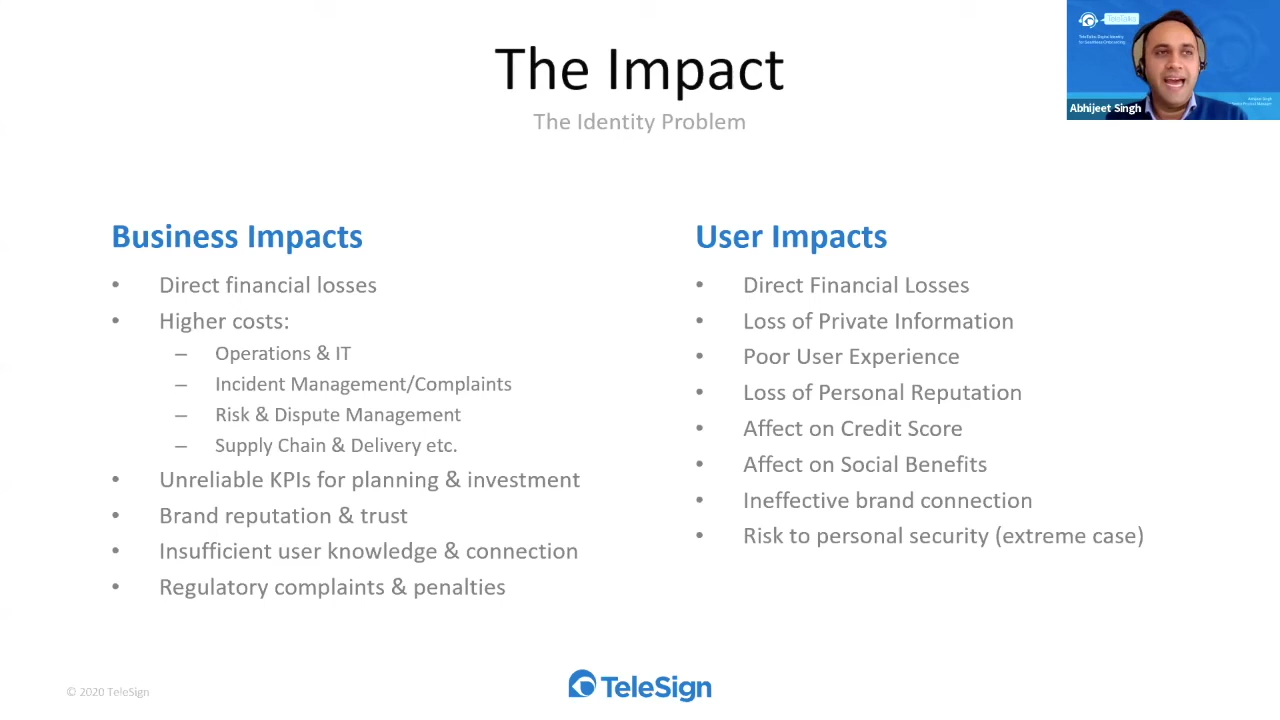 The Impact
The Identity Problem
TeleTalks
Abhijeet Singh
Business Impacts
• Direct financial losses
• Higher costs:
– Operations & IT
– Incident Management/Complaints
– Risk & Dispute Management
– Supply Chain & Delivery etc.
• Unreliable KPIs for planning & investment
• Brand reputation & trust
• Insufficient user knowledge & connection
• Regulatory complaints & penalties
User Impacts
• Direct Financial Losses
• Loss of Private Information
• Poor User Experience
• Loss of Personal Reputation
• Affect on Credit Score
• Affect on Social Benefits
• Ineffective brand connection
• Risk to personal security (extreme case)
© 2020 TeleSign
TeleSign